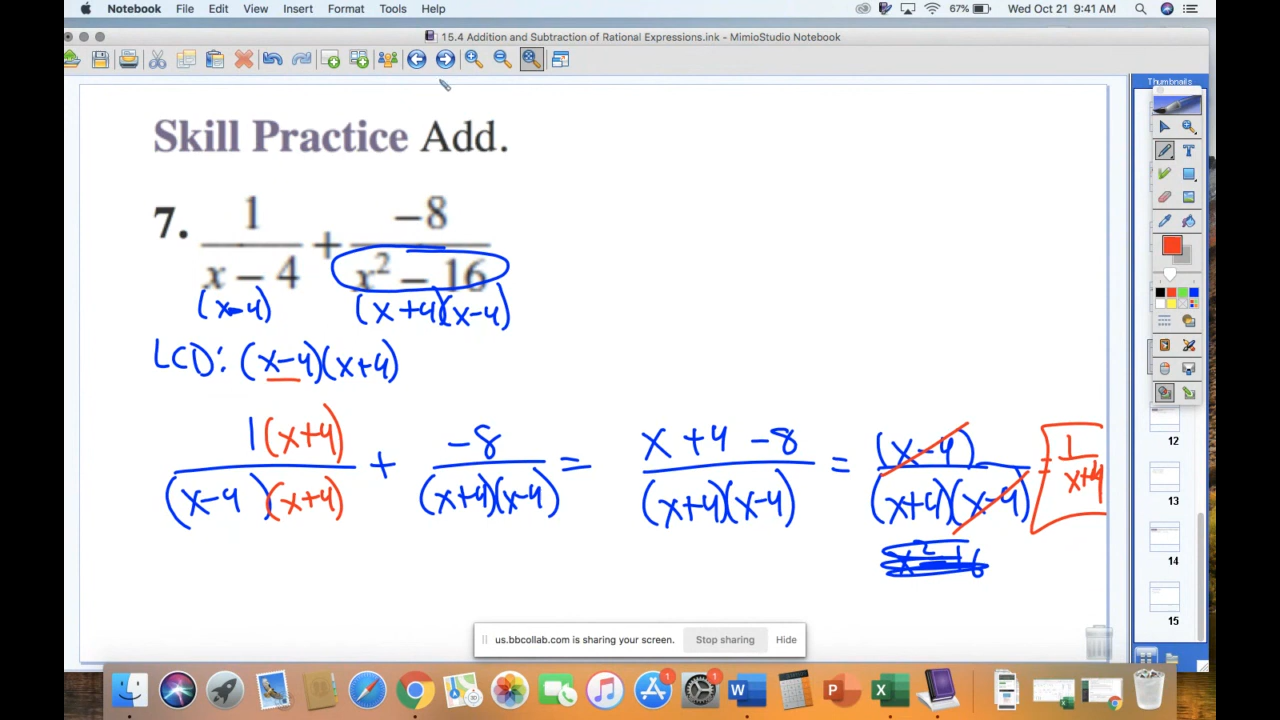 Notebook File Edit View Insert Format Tools Help 67% Wed Oct 21 9:41 AM
15.4 Addition and Subtraction of Rational Expressions.ink - MimioStudio Notebook
Thumbnails
Skill Practice Add.
7. 1/(x − 4) + −8/(x² − 16)
(x-4) (x+4)(x-4)
LCD: (x-4)(x+4)
1(x+4)/(x-4)(x+4) + -8/(x+4)(x-4) = x+4-8/(x+4)(x-4) = (x-4)/(x+4)(x-4) = 1/x+4
x²-16
12
13
14
15
us.bbcollab.com is sharing your screen. Stop sharing Hide